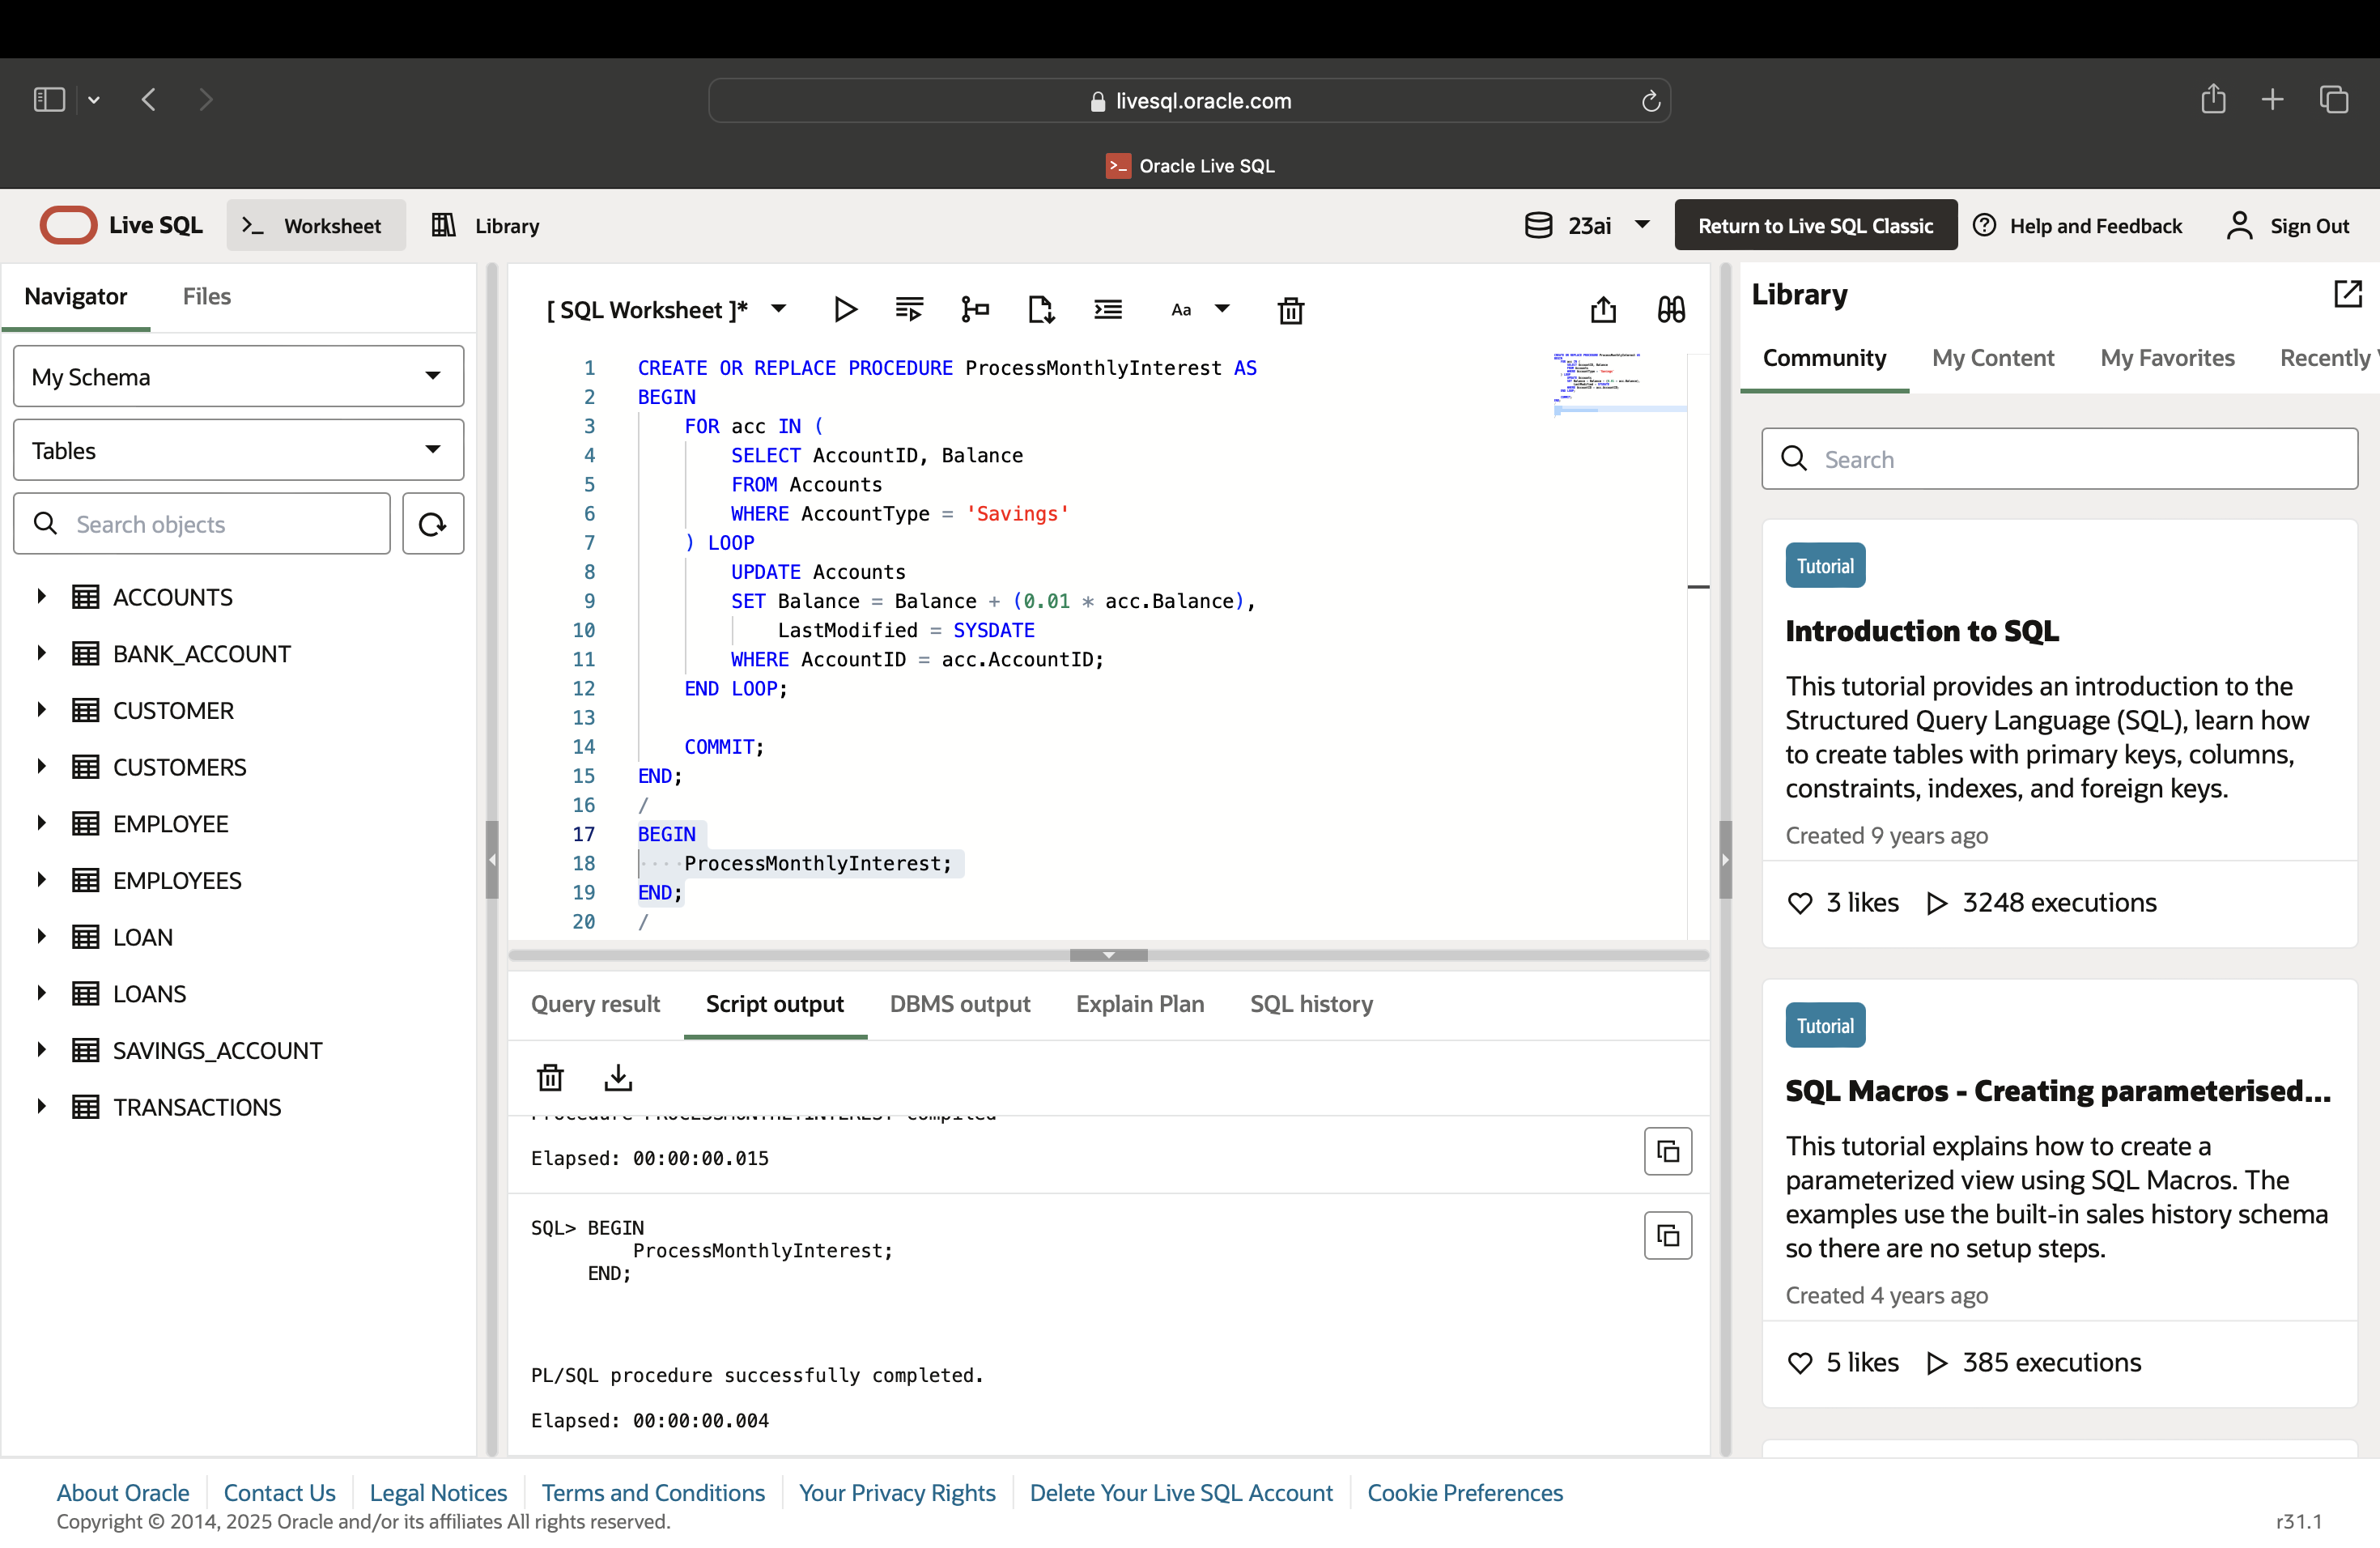 livesql.oracle.com
Oracle Live SQL
Live SQL
Worksheet
Library
23ai
Return to Live SQL Classic
Help and Feedback
Sign Out
Navigator
Files
My Schema
Tables
Search objects
ACCOUNTS
BANK_ACCOUNT
CUSTOMER
CUSTOMERS
EMPLOYEE
EMPLOYEES
LOAN
LOANS
SAVINGS_ACCOUNT
TRANSACTIONS
[ SQL Worksheet ]*
Aa
1 CREATE OR REPLACE PROCEDURE ProcessMonthlyInterest AS
2 BEGIN
3 FOR acc IN (
4 SELECT AccountID, Balance
5 FROM Accounts
6 WHERE AccountType = 'Savings'
7 ) LOOP
8 UPDATE Accounts
9 SET Balance = Balance + (0.01 * acc.Balance),
10 LastModified = SYSDATE
11 WHERE AccountID = acc.AccountID;
12 END LOOP;
13
14 COMMIT;
15 END;
16 /
17 BEGIN
18 ProcessMonthlyInterest;
19 END;
20 /
Query result
Script output
DBMS output
Explain Plan
SQL history
Procedure PROCESSMONTHLYINTEREST compiled
Elapsed: 00:00:00.015
SQL> BEGIN
ProcessMonthlyInterest;
END;
PL/SQL procedure successfully completed.
Elapsed: 00:00:00.004
Library
Community
My Content
My Favorites
Recently
Search
Tutorial
Introduction to SQL
This tutorial provides an introduction to the
Structured Query Language (SQL), learn how
to create tables with primary keys, columns,
constraints, indexes, and foreign keys.
Created 9 years ago
3 likes
3248 executions
Tutorial
SQL Macros - Creating parameterised...
This tutorial explains how to create a
parameterized view using SQL Macros. The
examples use the built-in sales history schema
so there are no setup steps.
Created 4 years ago
5 likes
385 executions
About Oracle
Contact Us
Legal Notices
Terms and Conditions
Your Privacy Rights
Delete Your Live SQL Account
Cookie Preferences
Copyright © 2014, 2025 Oracle and/or its affiliates All rights reserved.
r31.1